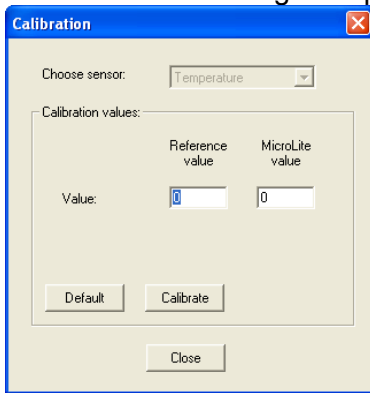 Calibration
Choose sensor: Temperature
Calibration values:
Reference value MicroLite value
Value: 0 0
Default Calibrate
Close